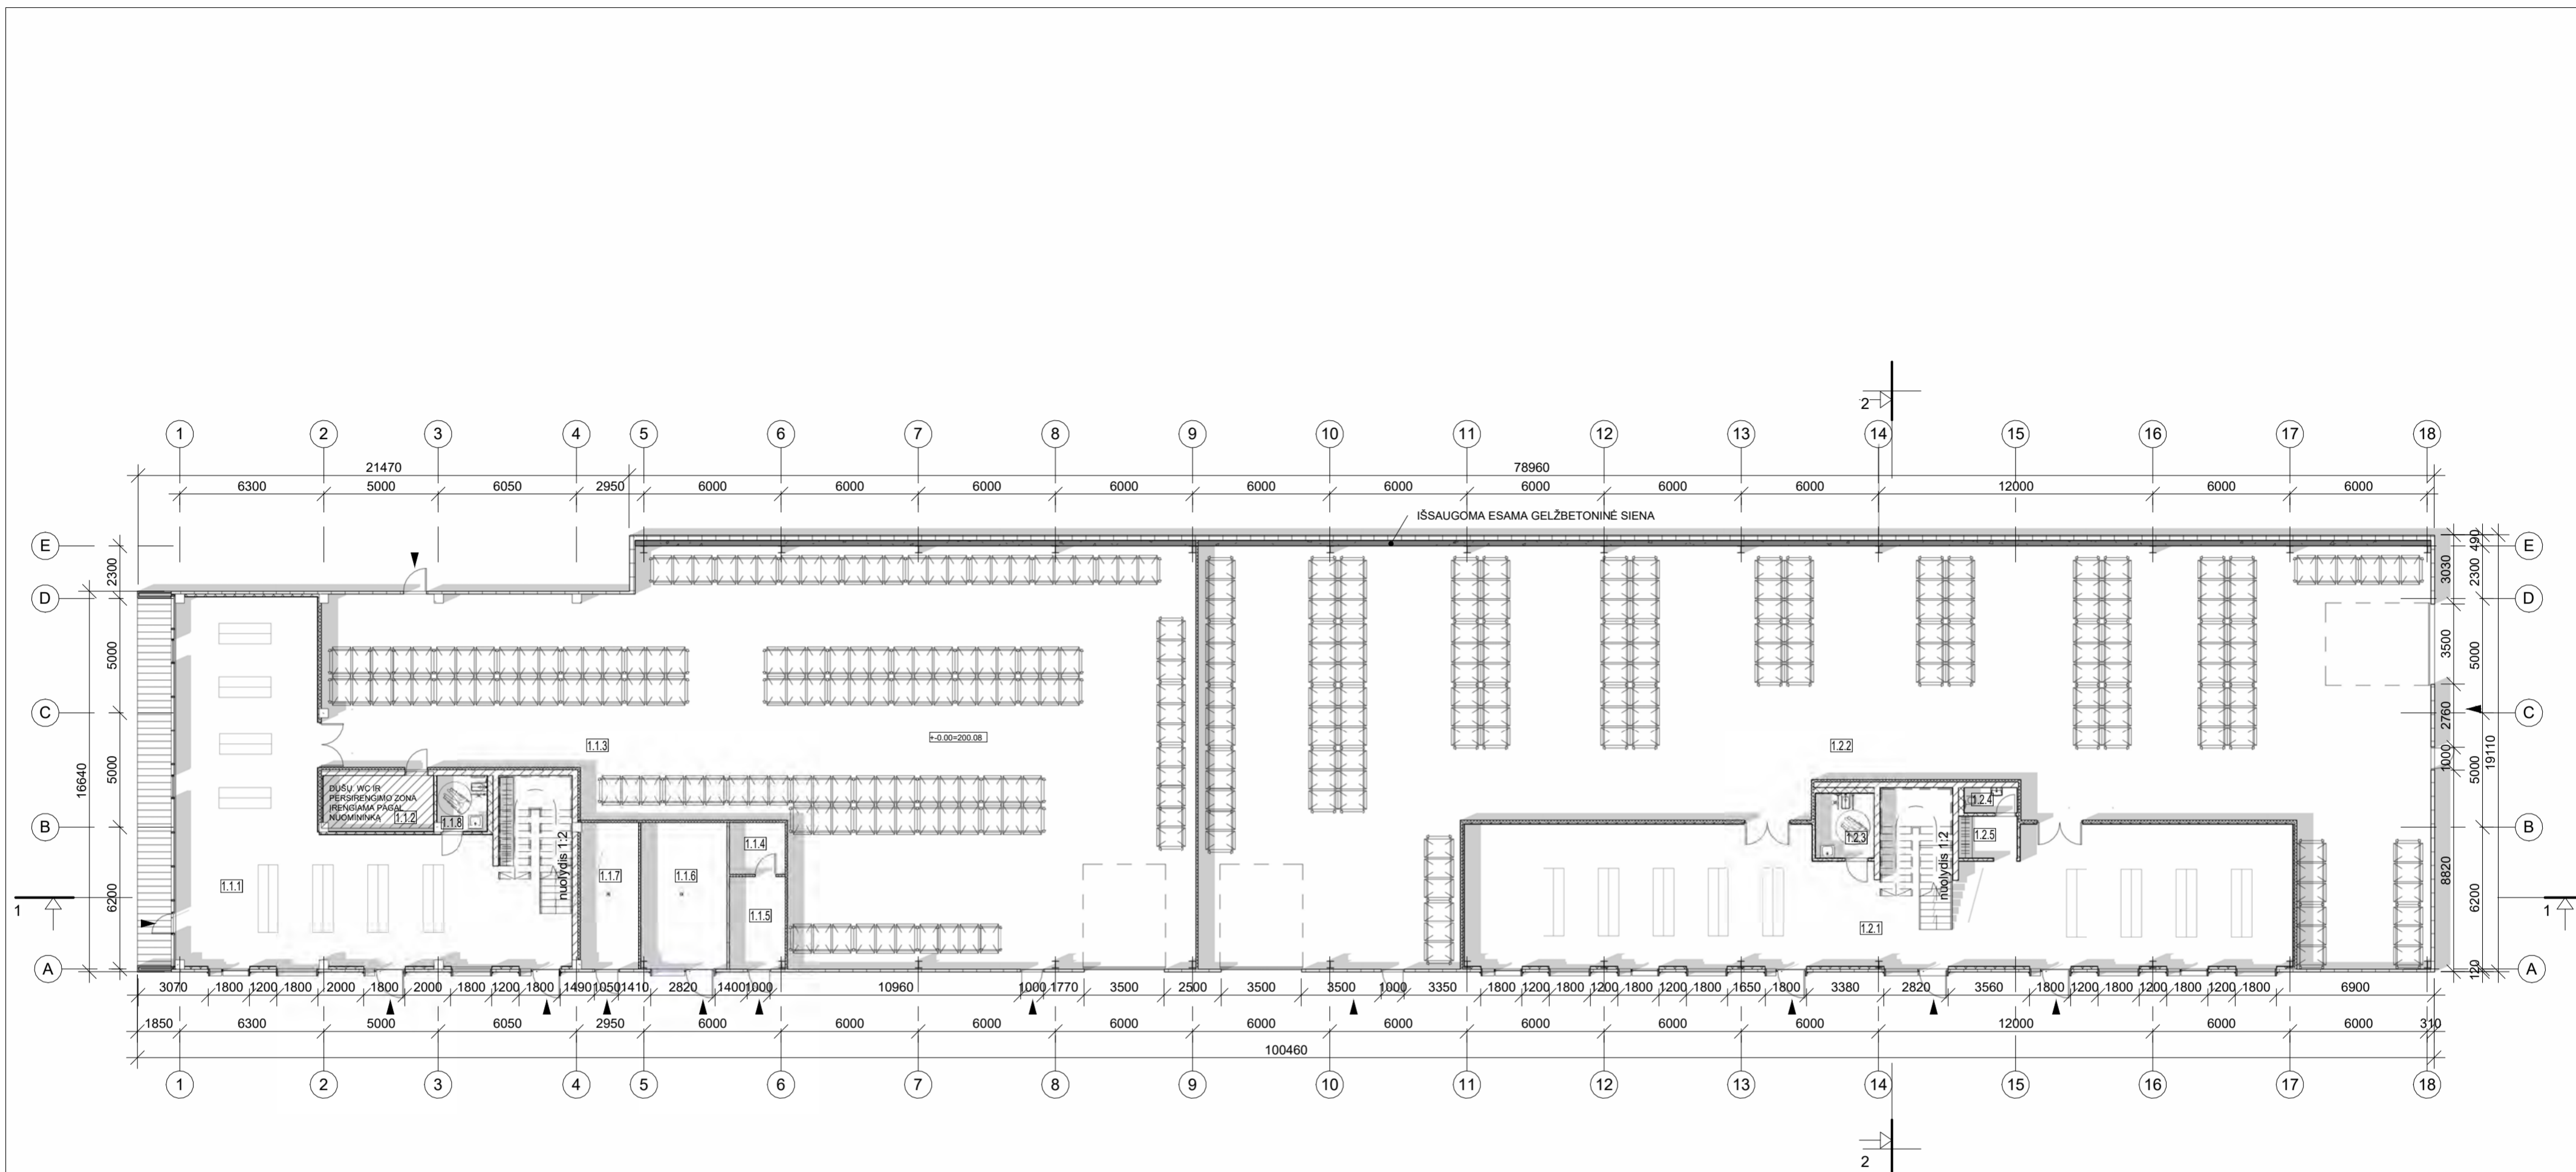 2
1 2 3 4 5 6 7 8 9 10 11 12 13 14 15 16 17 18
21470 78960
6300 5000 6050 2950 6000 6000 6000 6000 6000 6000 6000 6000 6000 12000 6000 6000
IŠSAUGOMA ESAMA GELŽBETONINĖ SIENA
E E
2300 490 3030 2300
D D
5000 3500 5000
C C
2760
1.1.3 +-0.00=200.08 1.2.2
16640 5000 1000 5000 19110
DUŠŲ, WC IR
PERSIRENGIMO ZONA
ĮRENGIAMA PAGAL
NUOMININKĄ
1.1.2 1.1.8 1.2.4
B B
1.2.3 1.2.5
nuolydis 1:2 nuolydis 1:2
1.1.4
1.1.1 1.1.7 1.1.6
6200 8820 6200
1 1
1.1.5 1.2.1
A A
120
3070 1800 1200 1800 2000 1800 2000 1800 1200 1800 1490 1050 1410 2820 1400 1000 10960 1000 1770 3500 2500 3500 3500 1000 3350 1800 1200 1800 1200 1800 1200 1800 1650 1800 3380 2820 3560 1800 1200 1800 1200 1800 1200 1800 6900
1850 6300 5000 6050 2950 6000 6000 6000 6000 6000 6000 6000 6000 6000 12000 6000 6000 310
100460
1 2 3 4 5 6 7 8 9 10 11 12 13 14 15 16 17 18
2